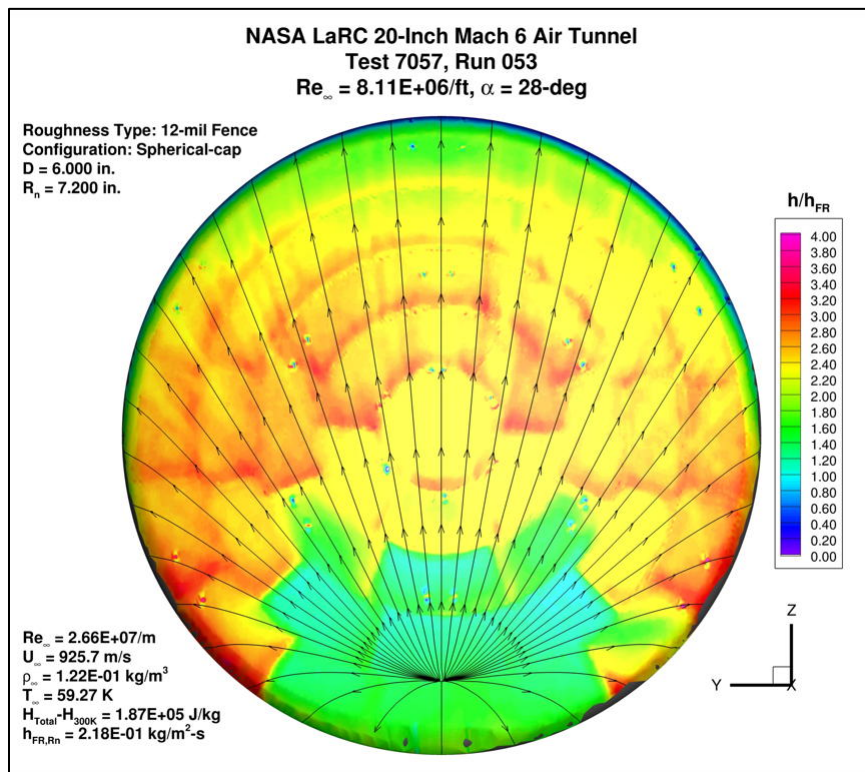 NASA LaRC 20-Inch Mach 6 Air Tunnel
Test 7057, Run 053
Re∞ = 8.11E+06/ft, α = 28-deg
Roughness Type: 12-mil Fence
Configuration: Spherical-cap
D = 6.000 in.
Rn = 7.200 in.
h/hFR
4.00
3.80
3.60
3.40
3.20
3.00
2.80
2.60
2.40
2.20
2.00
1.80
1.60
1.40
1.20
1.00
0.80
0.60
0.40
0.20
0.00
Z
Y
X
Re∞ = 2.66E+07/m
U∞ = 925.7 m/s
ρ∞ = 1.22E-01 kg/m³
T∞ = 59.27 K
HTotal-H300K = 1.87E+05 J/kg
hFR,Rn = 2.18E-01 kg/m²-s